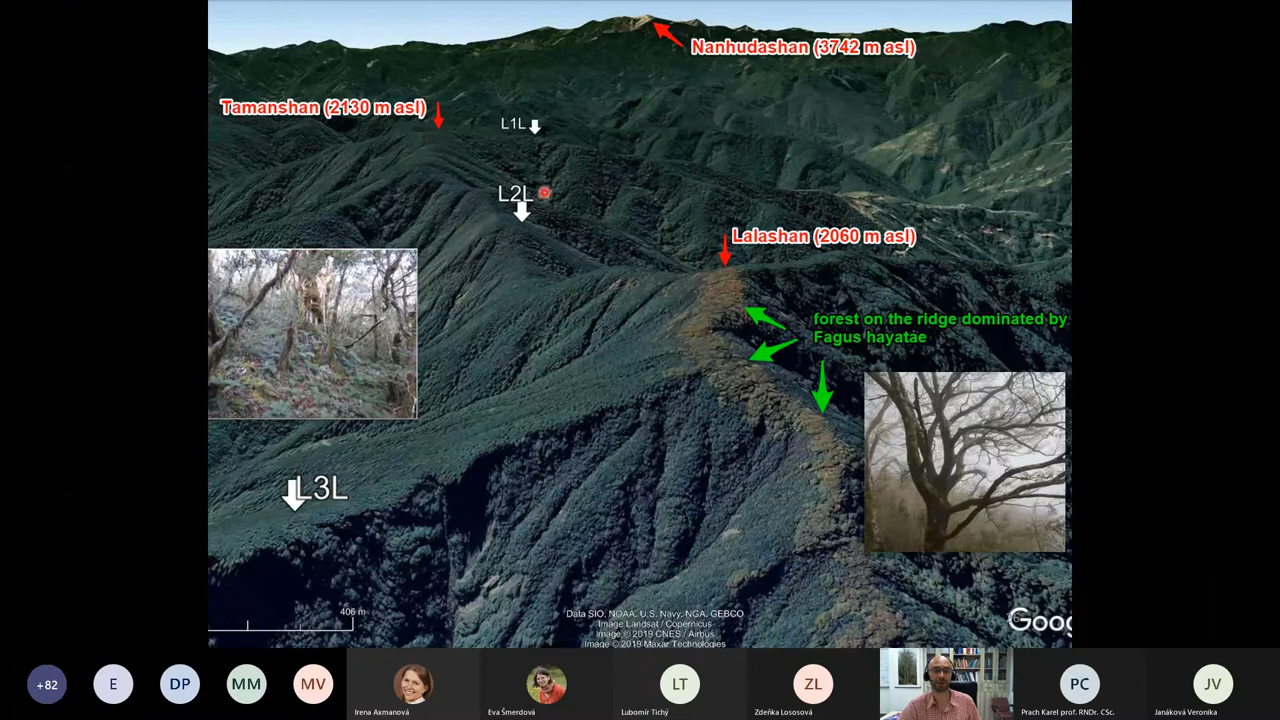 Nanhudashan (3742 m asl)
Tamanshan (2130 m asl)
L1L
L2L
Lalashan (2060 m asl)
forest on the ridge dominated by
Fagus hayatae
L3L
406 m
Data SIO, NOAA, U.S. Navy, NGA, GEBCO
Image Landsat / Copernicus
Image © 2019 CNES / Airbus
Image © 2019 Maxar Technologies
Goo
+82
E
DP
MM
MV
LT
ZL
PC
JV
Irena Axmanová
Eva Šmerdová
Lubomír Tichý
Zdeňka Lososová
Prach Karel prof. RNDr. CSc.
Janáková Veronika